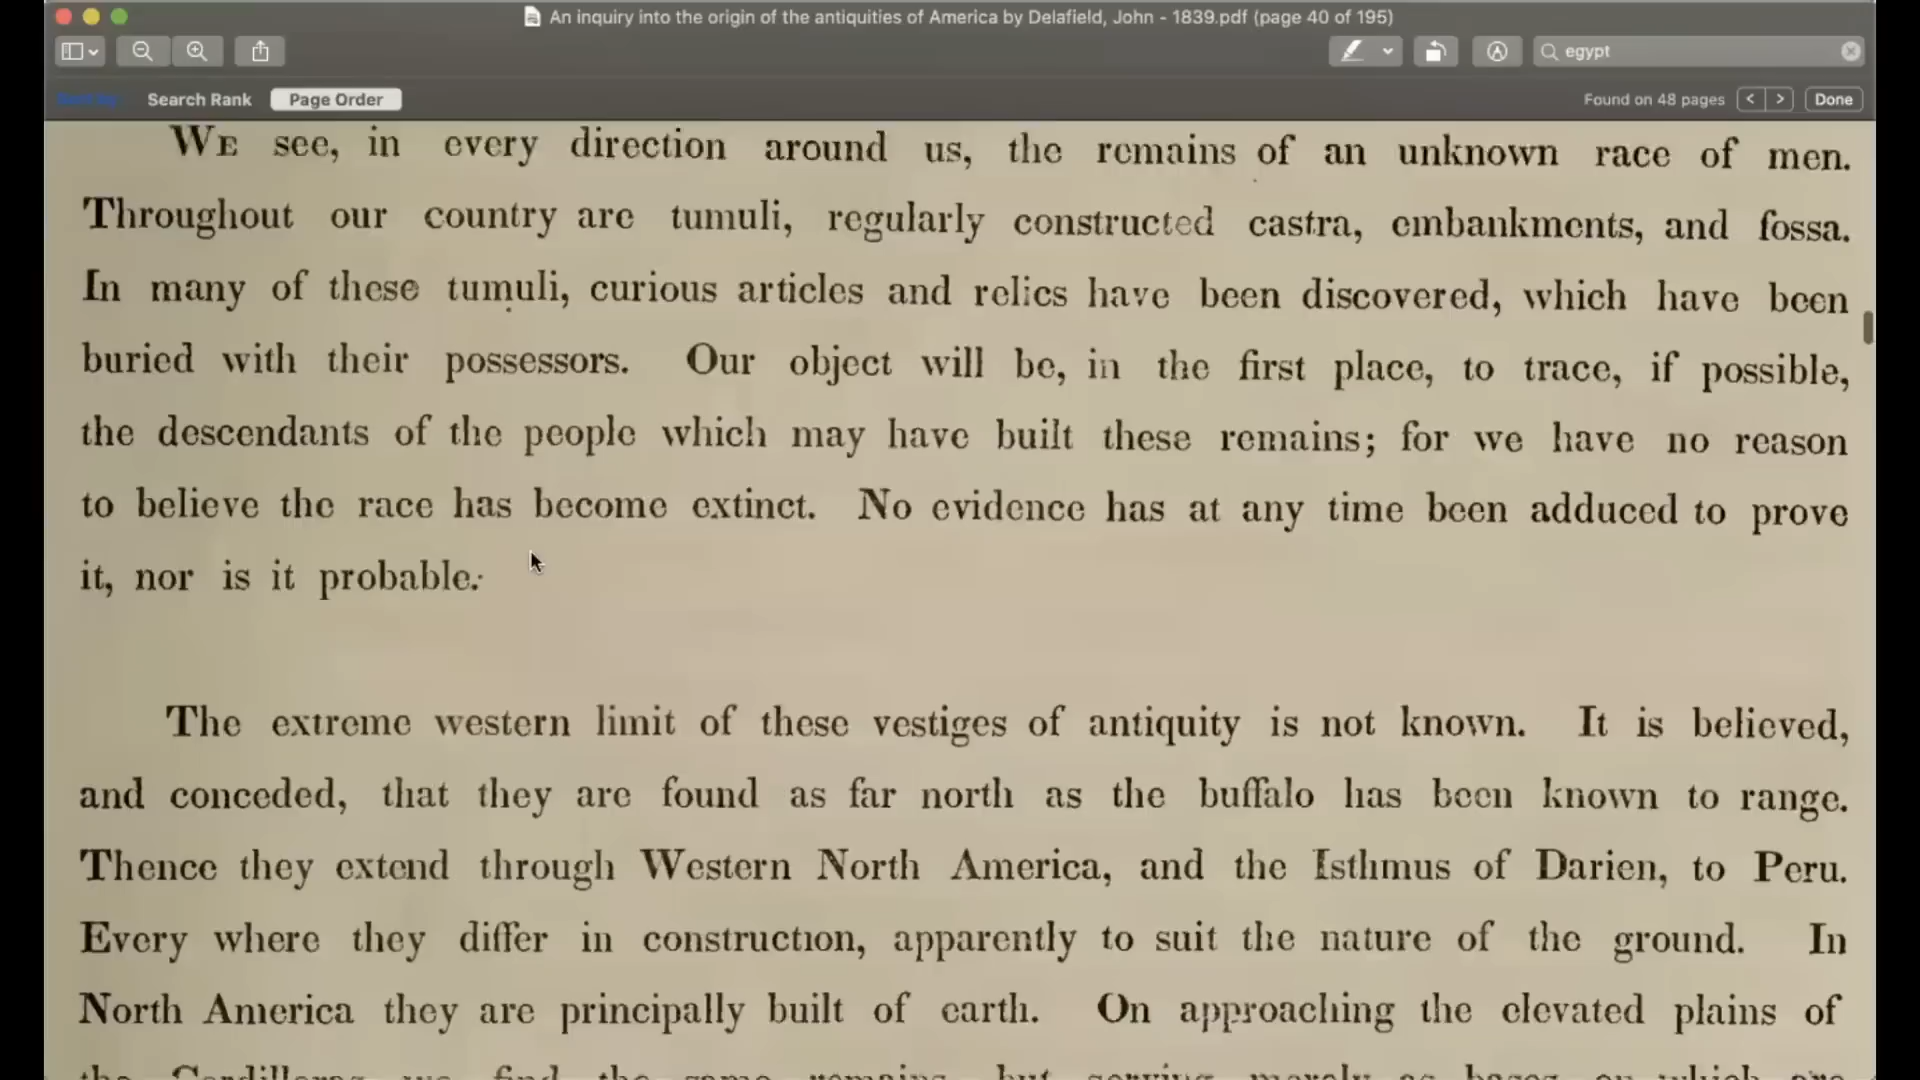 An inquiry into the origin of the antiquities of America by Delafield, John - 1839.pdf (page 40 of 195)
egypt
Search Rank Page Order Found on 48 pages < > Done
WE see, in every direction around us, the remains of an unknown race of men.
Throughout our country are tumuli, regularly constructed castra, embankments, and fossa.
In many of these tumuli, curious articles and relics have been discovered, which have been
buried with their possessors. Our object will be, in the first place, to trace, if possible,
the descendants of the people which may have built these remains; for we have no reason
to believe the race has become extinct. No evidence has at any time been adduced to prove
it, nor is it probable.
The extreme western limit of these vestiges of antiquity is not known. It is believed,
and conceded, that they are found as far north as the buffalo has been known to range.
Thence they extend through Western North America, and the Isthmus of Darien, to Peru.
Every where they differ in construction, apparently to suit the nature of the ground. In
North America they are principally built of earth. On approaching the elevated plains of